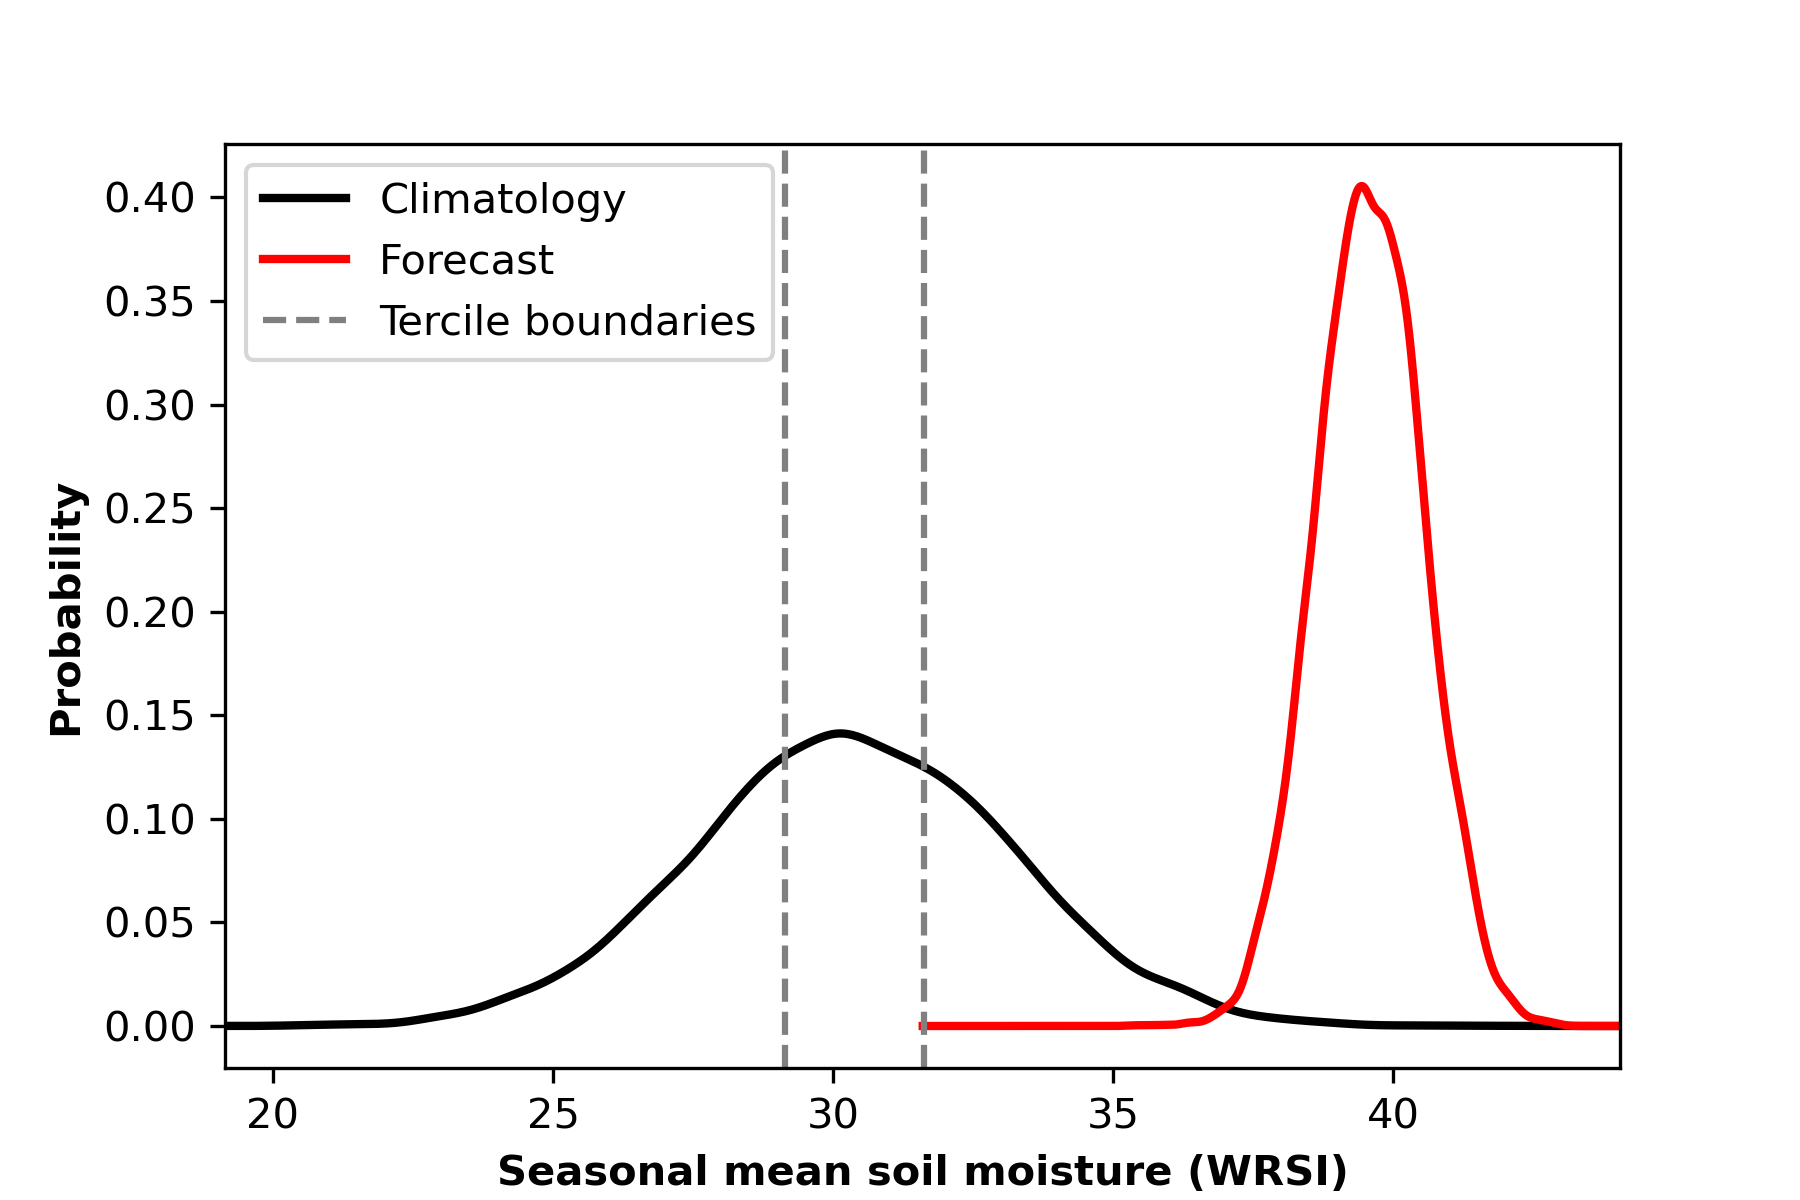 Climatology
Forecast
Tercile boundaries
0.40
0.35
0.30
0.25
0.20
0.15
0.10
0.05
0.00
Probability
20 25 30 35 40
Seasonal mean soil moisture (WRSI)